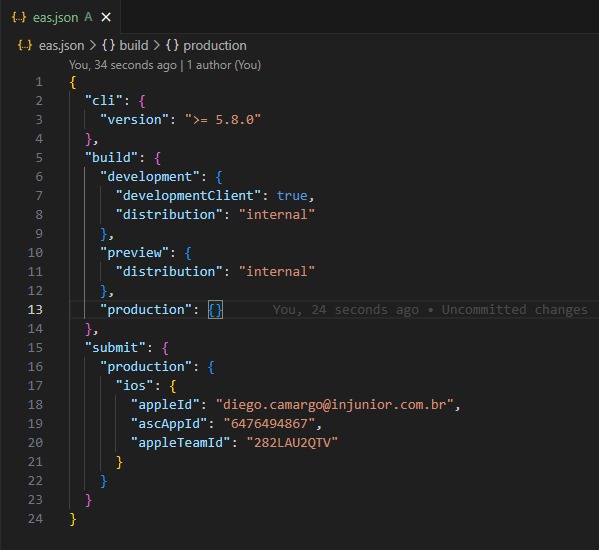 eas.json A
eas.json > {} build > {} production
You, 34 seconds ago | 1 author (You)
1 {
2 "cli": {
3 "version": ">= 5.8.0"
4 },
5 "build": {
6 "development": {
7 "developmentClient": true,
8 "distribution": "internal"
9 },
10 "preview": {
11 "distribution": "internal"
12 },
13 "production": {} You, 24 seconds ago • Uncommitted changes
14 },
15 "submit": {
16 "production": {
17 "ios": {
18 "appleId": "diego.camargo@injunior.com.br",
19 "ascAppId": "6476494867",
20 "appleTeamId": "282LAU2QTV"
21 }
22 }
23 }
24 }